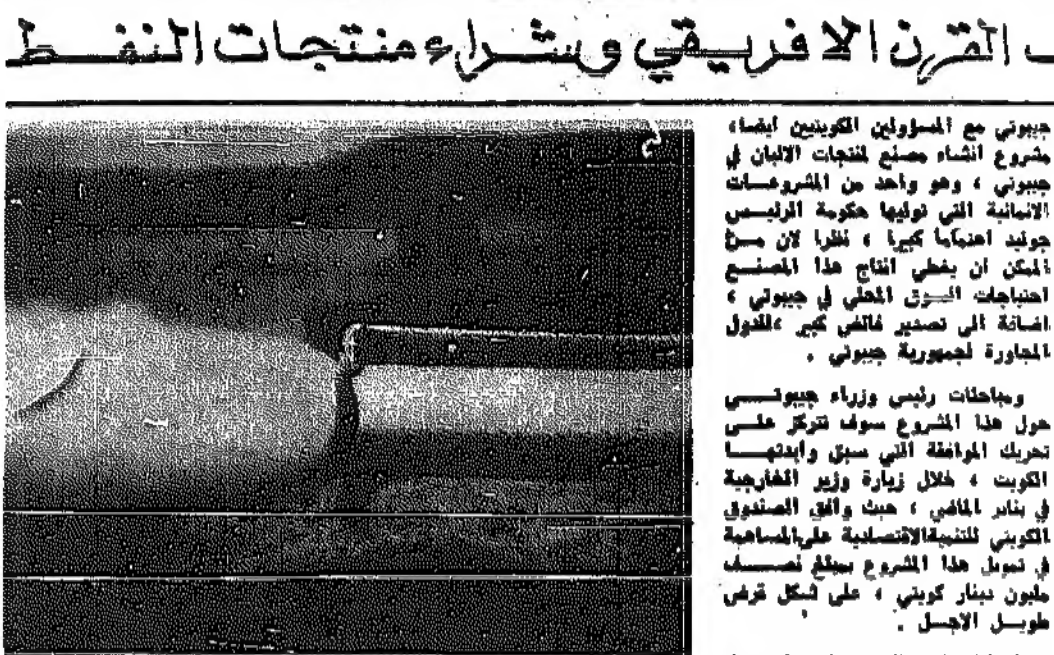 القرن الافريقي وشراء منتجات النفط
جيبوتي مع المسؤولين الكويتيين ايضا،
مشروع انشاء مصنع لمنتجات الالبان في
جيبوتي ، وهو واحد من المشروعات
الانمائية التي توليها حكومة الرئيس
جوليد اهتماما كبيرا ، نظرا لان من
الممكن ان يغطي انتاج هذا المصنع
احتياجات السوق المحلي في جيبوتي ،
اضافة الى تصدير فائض كبير للدول
المجاورة لجمهورية جيبوتي .
ومباحثات رئيس وزراء جيبوتي
حول هذا المشروع سوف تتركز على
تحريك الموافقة التي سبق وأبدتها
الكويت ، خلال زيارة وزير الخارجية
في يناير الماضي ، حيث وافق الصندوق
الكويتي للتنمية الاقتصادية على المساهمة
في تمويل هذا المشروع بمبلغ نصف
مليون دينار كويتي ، على شكل قرض
طويل الاجل .